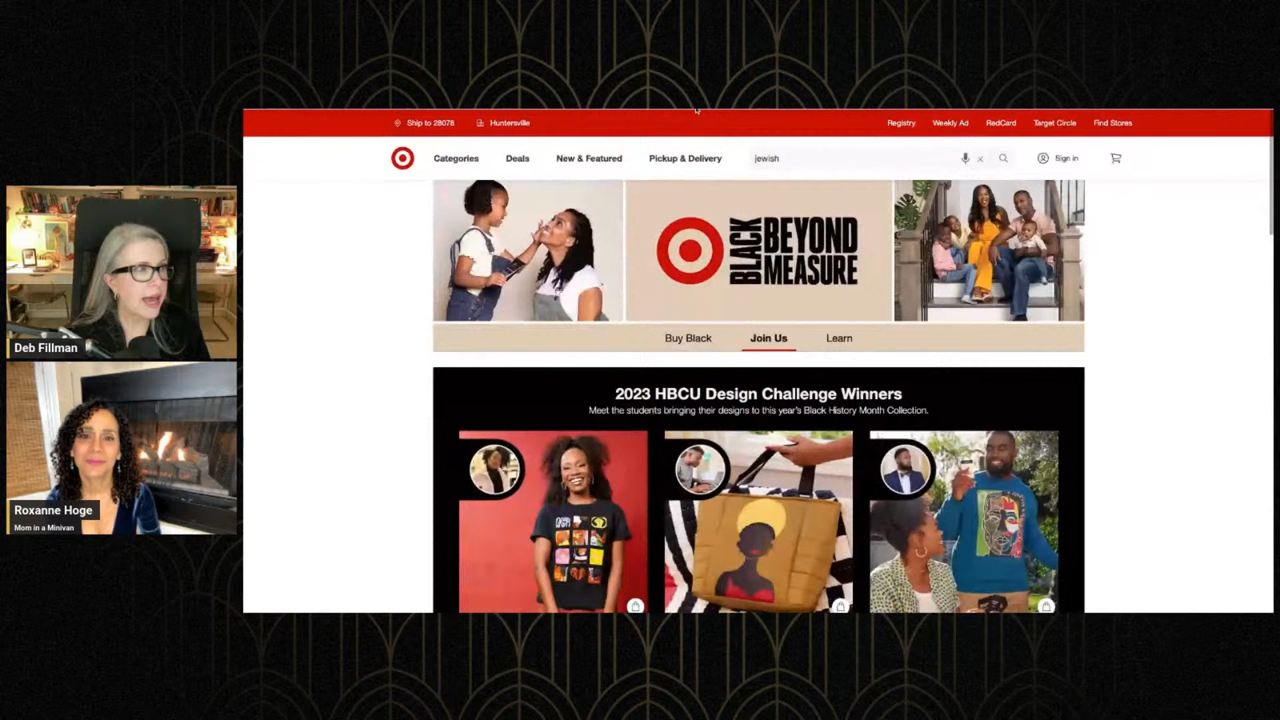 Ship to 28078
Huntersville
Registry
Weekly Ad
RedCard
Target Circle
Find Stores
Categories
Deals
New & Featured
Pickup & Delivery
jewish
Sign in
BLACK
BEYOND
MEASURE
Buy Black
Join Us
Learn
2023 HBCU Design Challenge Winners
Meet the students bringing their designs to this year's Black History Month Collection.
Deb Fillman
Roxanne Hoge
Mom in a Minivan